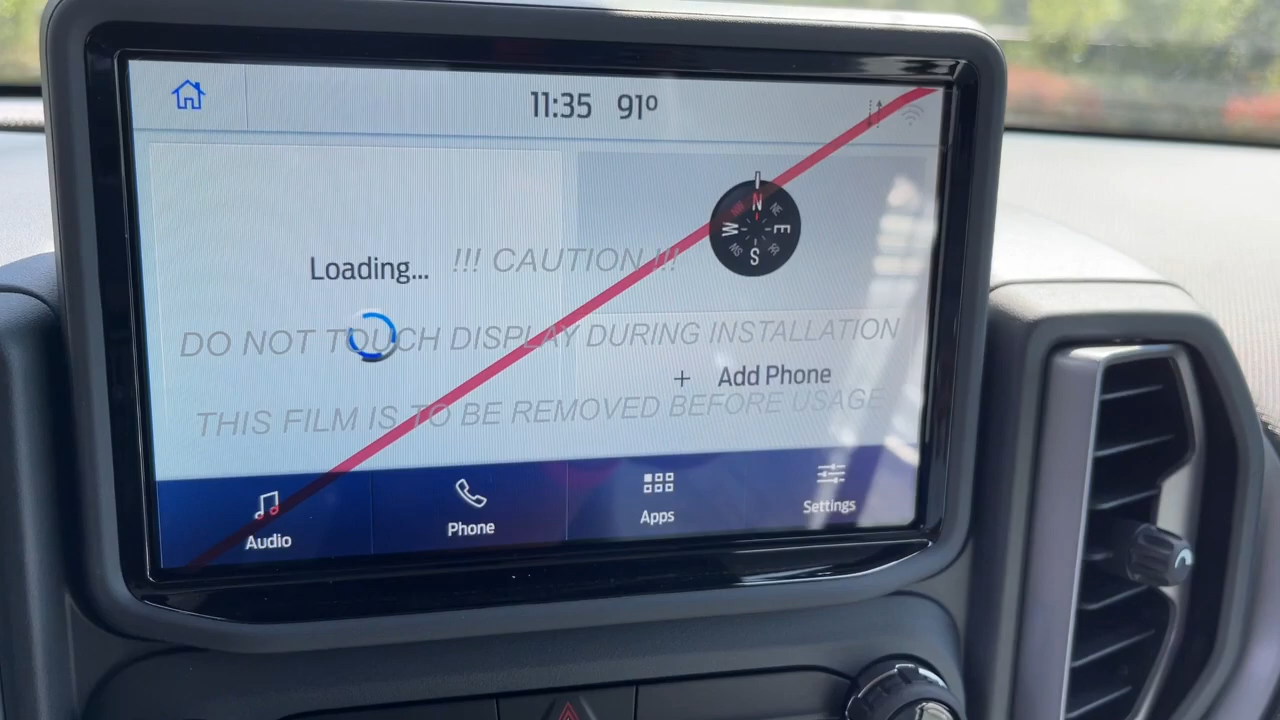 11:35 91º
N
NE
E
S
W
Loading...
!!! CAUTION !!!
DO NOT TOUCH DISPLAY DURING INSTALLATION
+ Add Phone
THIS FILM IS TO BE REMOVED BEFORE USAGE
Audio
Phone
Apps
Settings